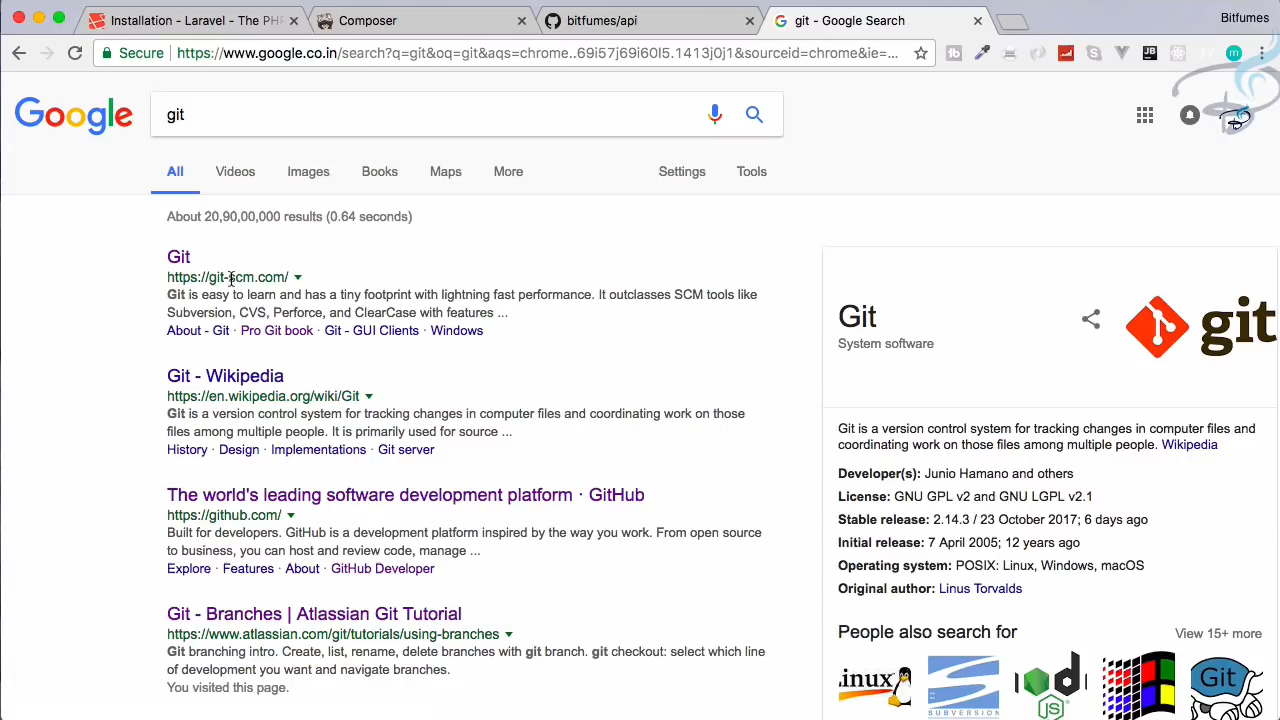 Installation - Laravel - The PH
Composer
bitfumes/api
git - Google Search
Bitfumes
Secure
https://www.google.co.in/search?q=git&oq=git&aqs=chrome..69i57j69i60l5.1413j0j1&sourceid=chrome&ie=...
Google
git
All
Videos
Images
Books
Maps
More
Settings
Tools
About 20,90,00,000 results (0.64 seconds)
Git
https://git-scm.com/
Git is easy to learn and has a tiny footprint with lightning fast performance. It outclasses SCM tools like
Subversion, CVS, Perforce, and ClearCase with features ...
About - Git · Pro Git book · Git - GUI Clients · Windows
Git - Wikipedia
https://en.wikipedia.org/wiki/Git
Git is a version control system for tracking changes in computer files and coordinating work on those
files among multiple people. It is primarily used for source ...
History · Design · Implementations · Git server
The world's leading software development platform · GitHub
https://github.com/
Built for developers. GitHub is a development platform inspired by the way you work. From open source
to business, you can host and review code, manage ...
Explore · Features · About · GitHub Developer
Git - Branches | Atlassian Git Tutorial
https://www.atlassian.com/git/tutorials/using-branches
Git branching intro. Create, list, rename, delete branches with git branch. git checkout: select which line
of development you want and navigate branches.
You visited this page.
Git
System software
git
Git is a version control system for tracking changes in computer files and
coordinating work on those files among multiple people. Wikipedia
Developer(s): Junio Hamano and others
License: GNU GPL v2 and GNU LGPL v2.1
Stable release: 2.14.3 / 23 October 2017; 6 days ago
Initial release: 7 April 2005; 12 years ago
Operating system: POSIX: Linux, Windows, macOS
Original author: Linus Torvalds
People also search for
View 15+ more
Linux
SUBVERSION
Git